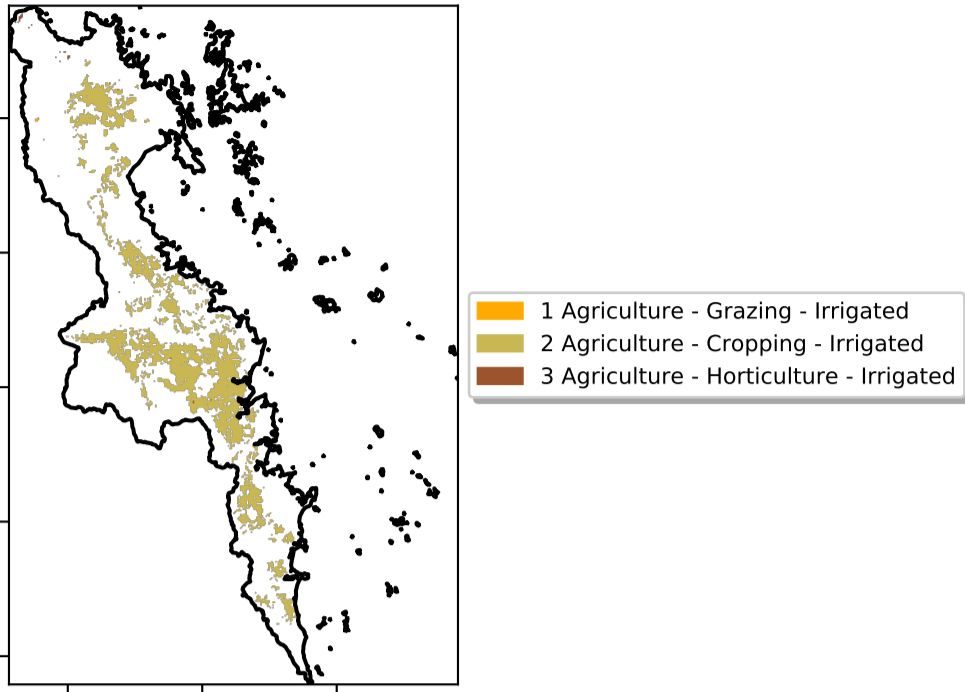 1 Agriculture - Grazing - Irrigated
2 Agriculture - Cropping - Irrigated
3 Agriculture - Horticulture - Irrigated